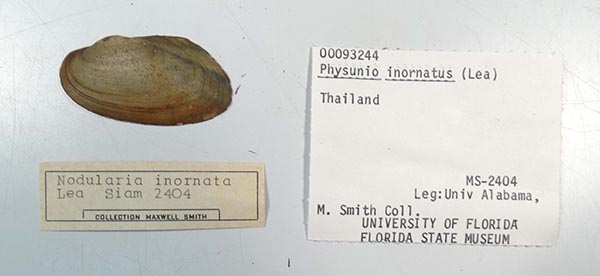 Nodularia inornata
Lea Siam 2404
COLLECTION MAXWELL SMITH
00093244
Physunio inornatus (Lea)
Thailand
MS-2404
Leg:Univ Alabama,
M. Smith Coll.
UNIVERSITY OF FLORIDA
FLORIDA STATE MUSEUM